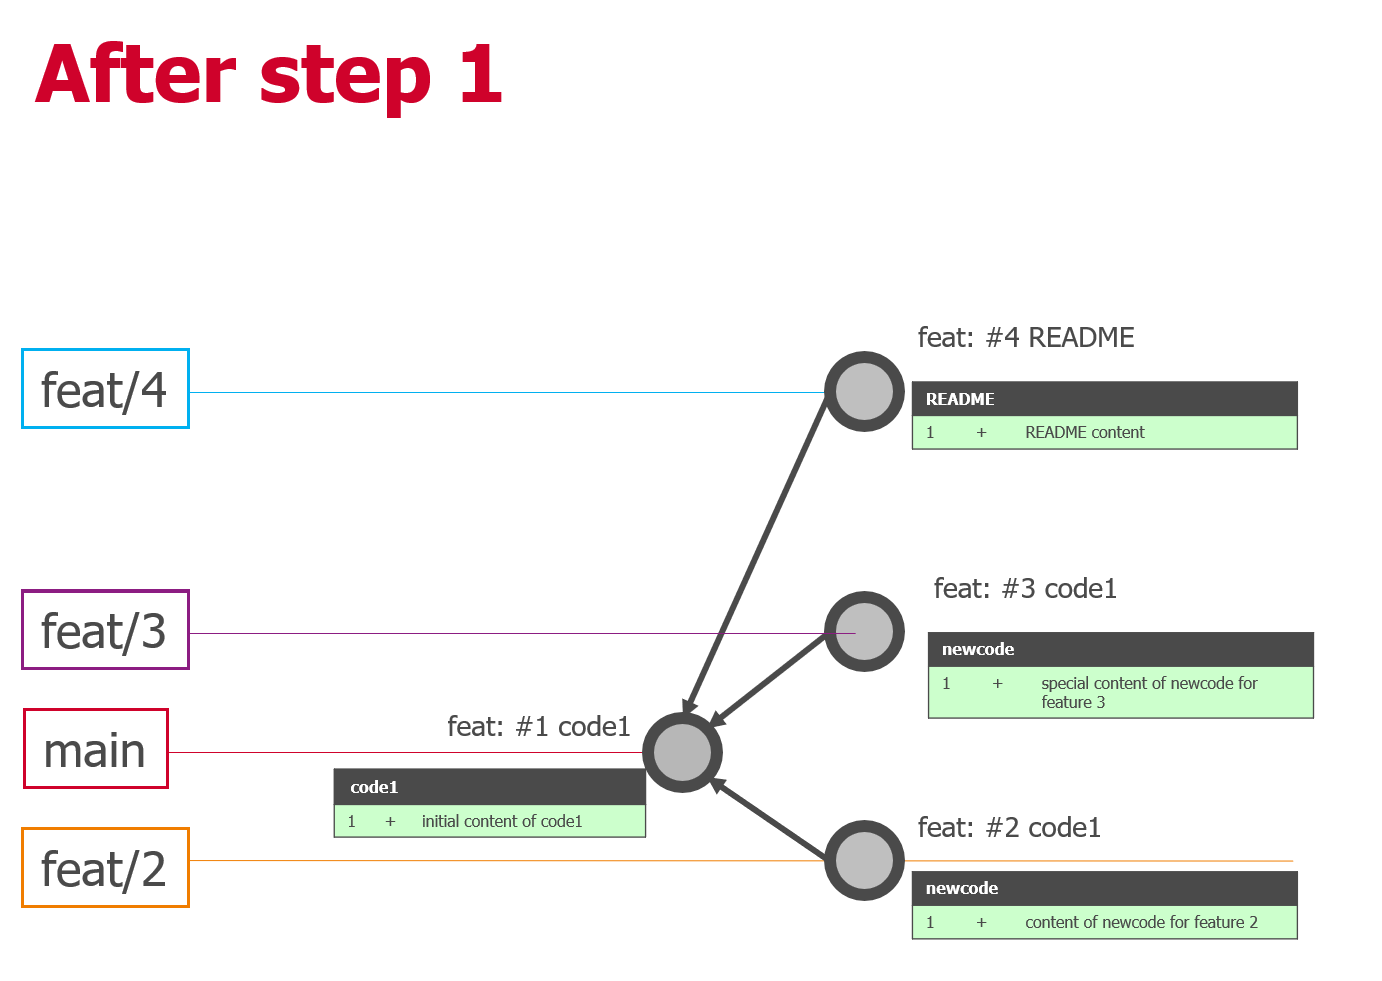 After step 1
feat: #4 README
feat/4
README
1 + README content
feat: #3 code1
feat/3
newcode
1 + special content of newcode for
feature 3
feat: #1 code1
main
code1
1 + initial content of code1
feat: #2 code1
feat/2
newcode
1 + content of newcode for feature 2